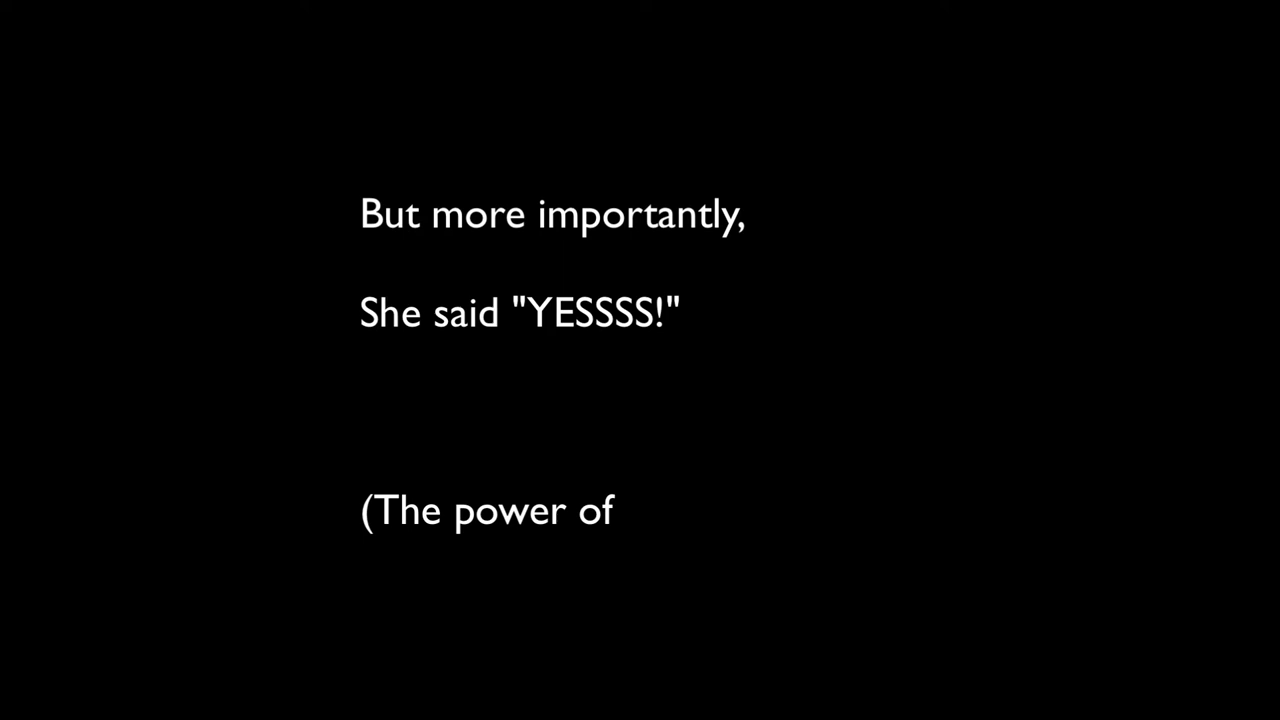 But more importantly,
She said "YESSSS!"
(The power of